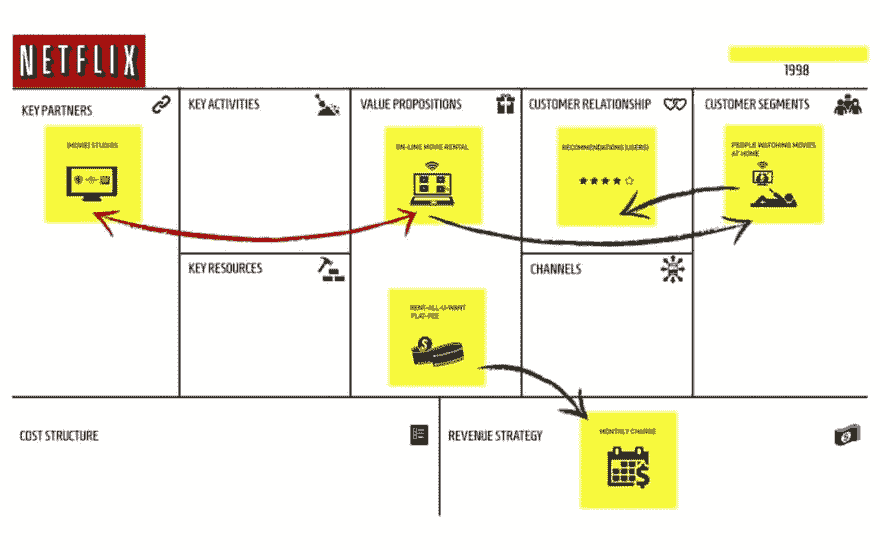 NETFLIX
1998
KEY PARTNERS
KEY ACTIVITIES
VALUE PROPOSITIONS
CUSTOMER RELATIONSHIP
CUSTOMER SEGMENTS
(MOVIE) STUDIOS
ON-LINE MOVIE RENTAL
RECOMMENDATIONS (USERS)
PEOPLE WATCHING MOVIES
AT HOME
KEY RESOURCES
CHANNELS
RENT-ALL-U-WANT
FLAT-FEE
COST STRUCTURE
REVENUE STRATEGY
MONTHLY CHARGE